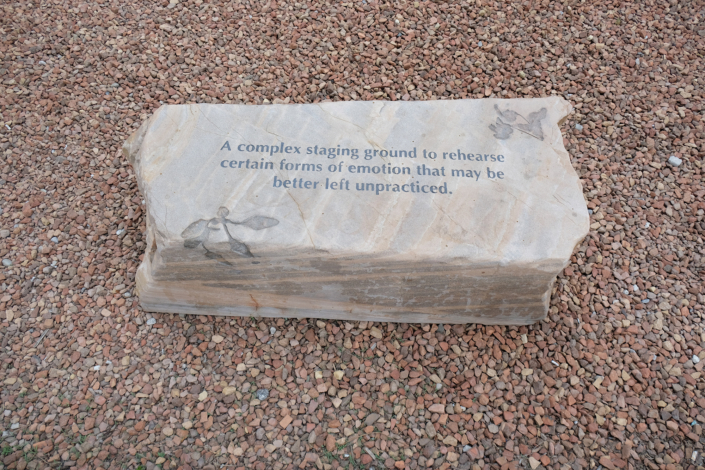 A complex staging ground to rehearse
certain forms of emotion that may be
better left unpracticed.